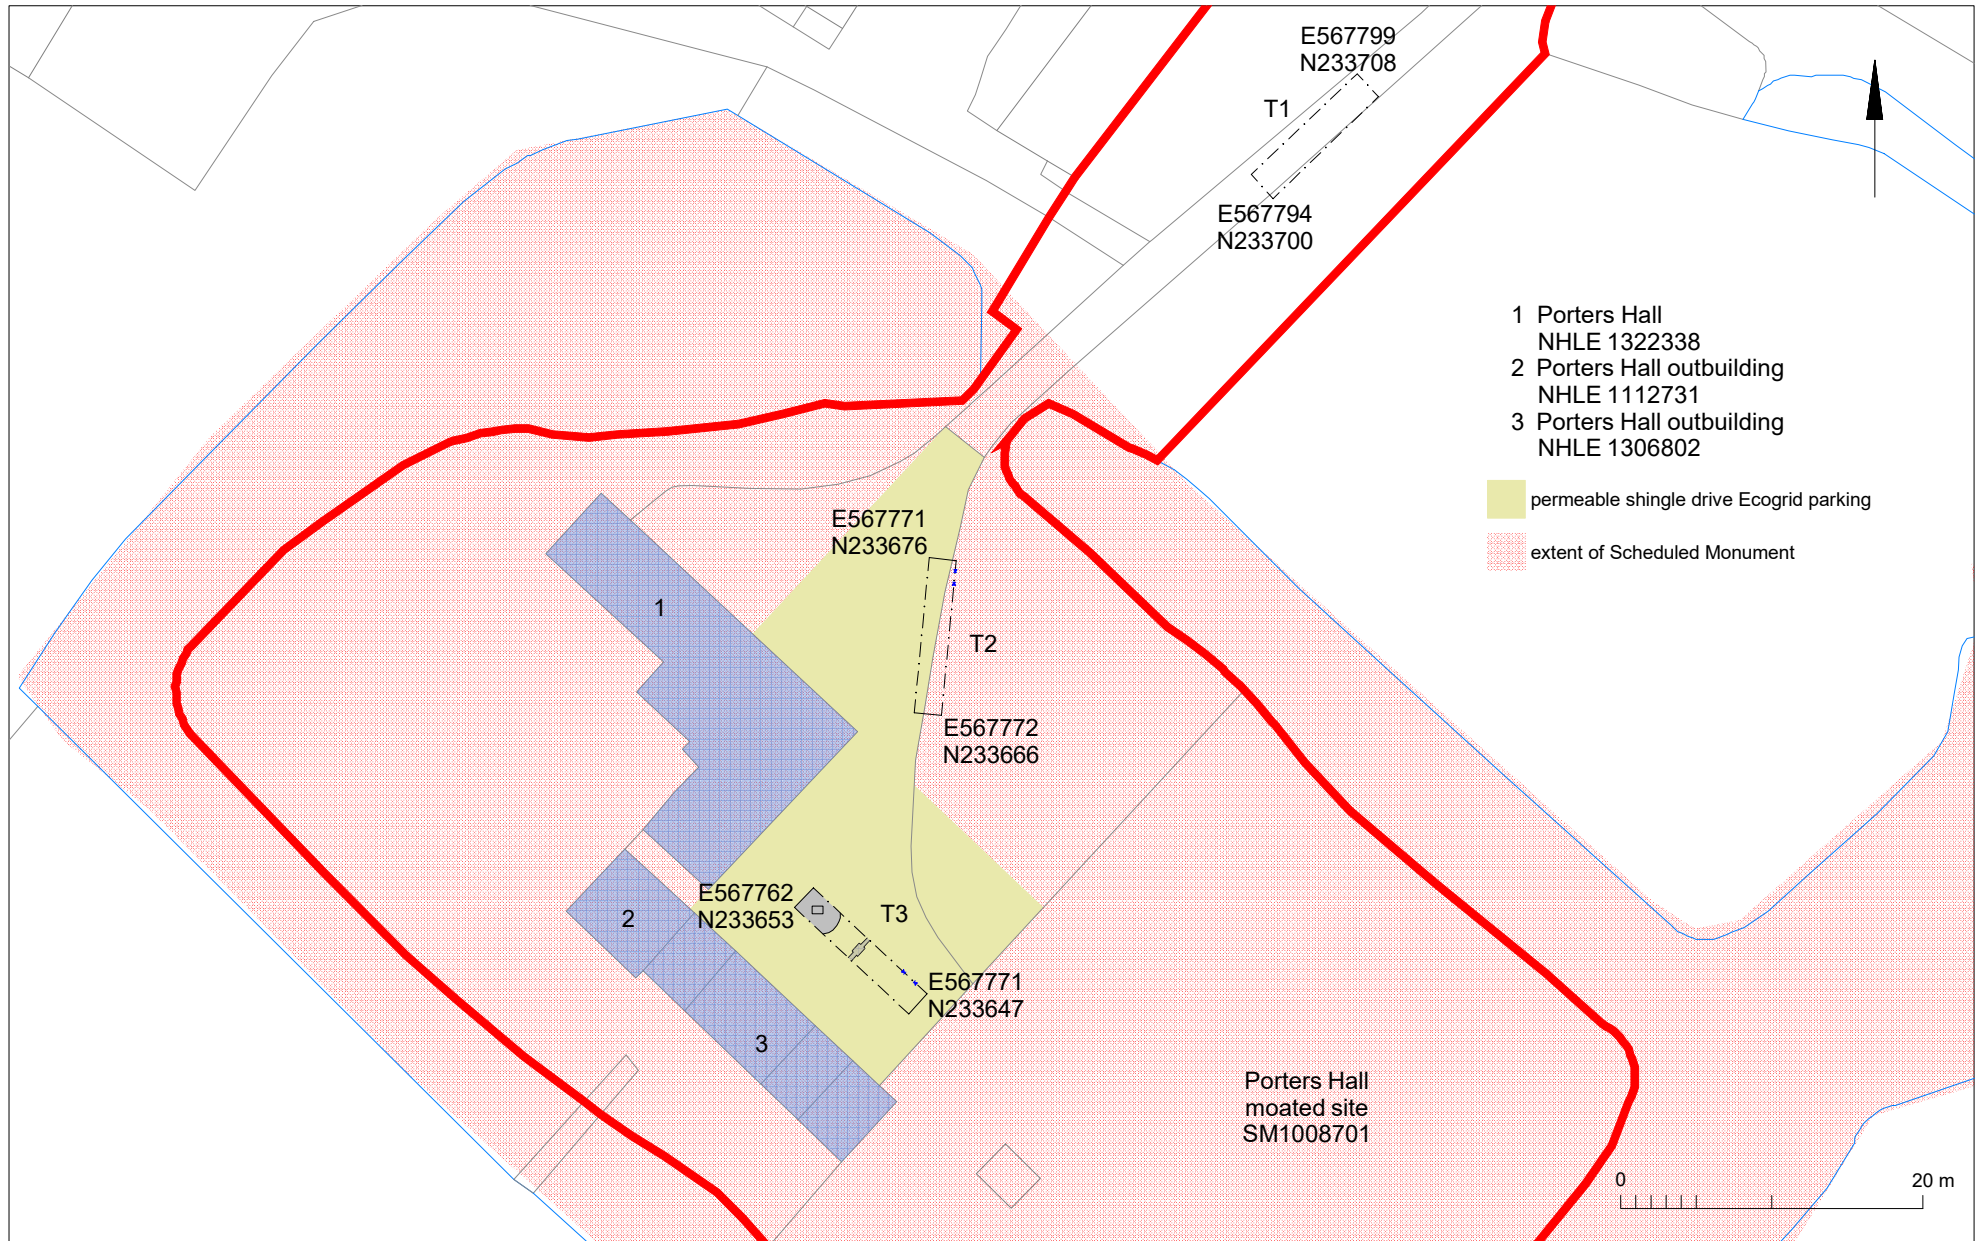 E567799
N233708
T1
E567794
N233700
1 Porters Hall
NHLE 1322338
2 Porters Hall outbuilding
NHLE 1112731
3 Porters Hall outbuilding
NHLE 1306802
permeable shingle drive Ecogrid parking
extent of Scheduled Monument
E567771
N233676
1
T2
E567772
N233666
E567762
N233653
T3
2
E567771
N233647
3
Porters Hall
moated site
SM1008701
0 20 m